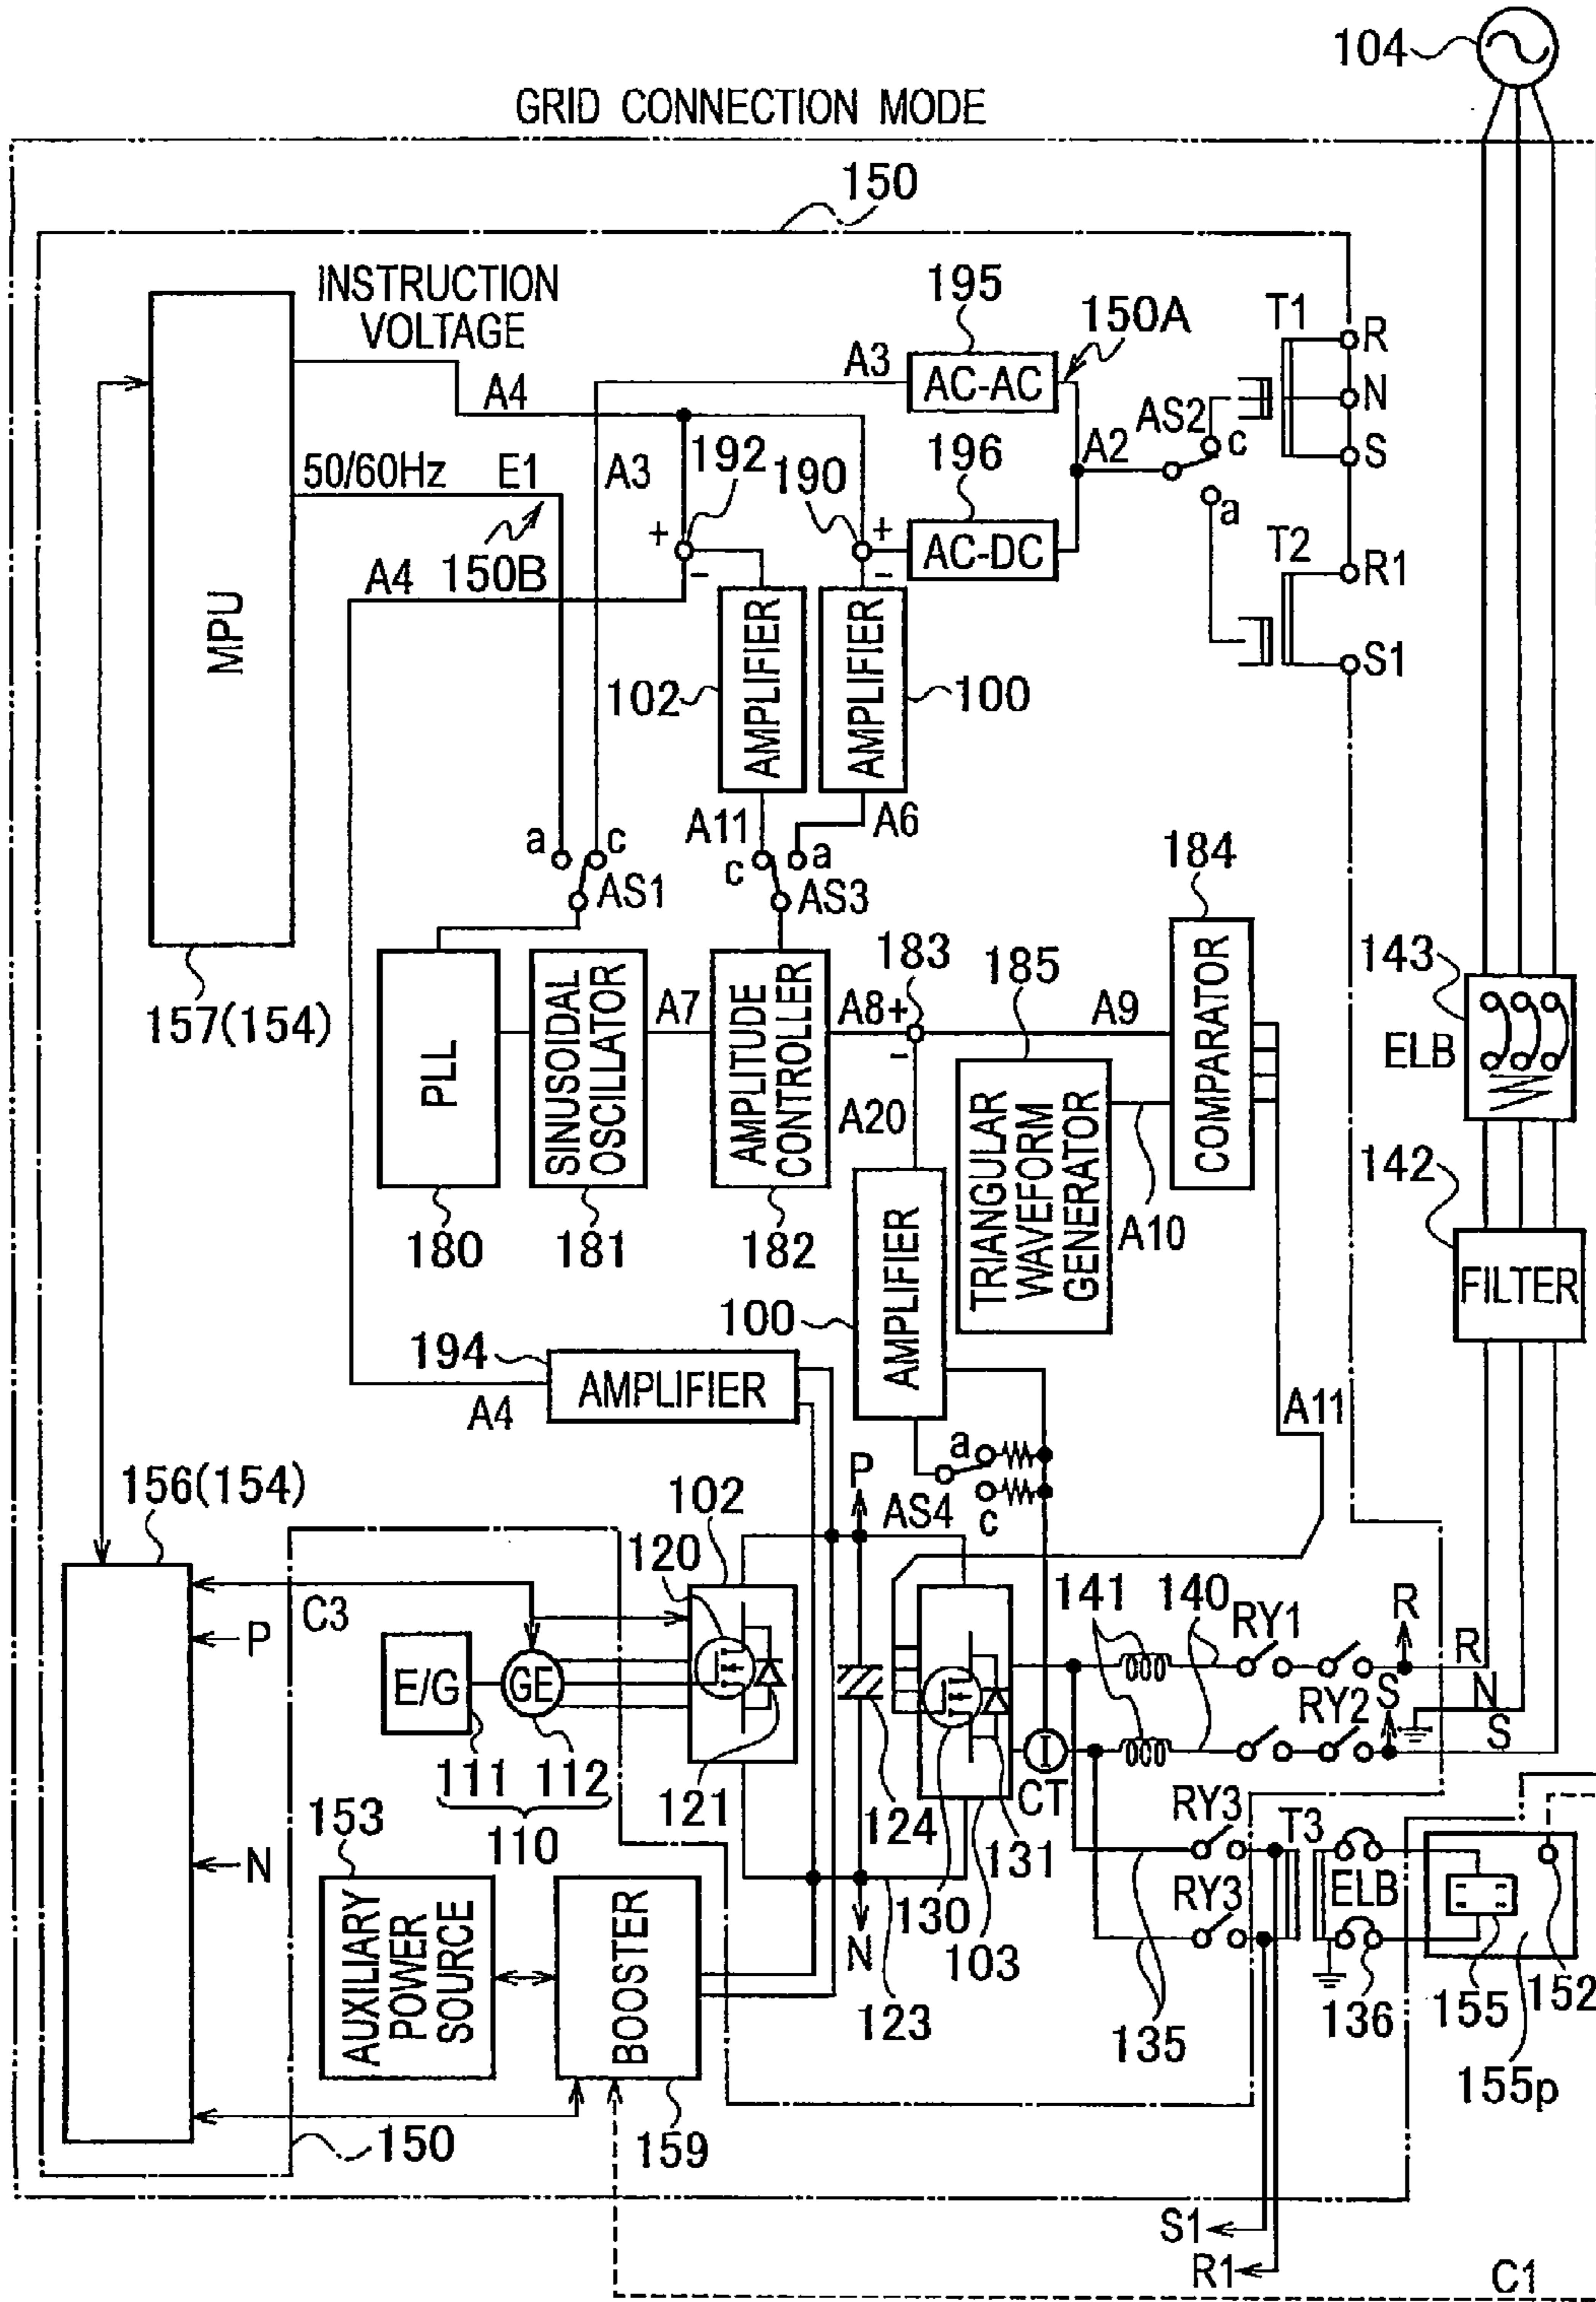 104
GRID CONNECTION MODE
150
INSTRUCTION
VOLTAGE
195
150A
T1
R
A3
AC-AC
A4
AS2
N
192
A2
c
S
50/60Hz
E1
A3
190
196
a
+
+
AC-DC
T2
R1
150B
-
-
A4
MPU
AMPLIFIER
AMPLIFIER
S1
102
100
A11
A6
a
c
c
a
184
AS1
AS3
183
185
143
157(154)
PLL
SINUSOIDAL
OSCILLATOR
A7
AMPLITUDE
CONTROLLER
A8
+
-
A9
COMPARATOR
ELB
A20
TRIANGULAR
WAVEFORM
GENERATOR
142
180
181
182
A10
FILTER
100
AMPLIFIER
194
AMPLIFIER
A4
A11
a
P
156(154)
102
AS4
c
120
141
140
RY1
R
C3
P
R
E/G
GE
S
N
RY2
S
111
112
121
CT
124
RY3
T3
153
110
131
N
RY3
ELB
AUXILIARY
POWER
SOURCE
BOOSTER
130
N
103
123
135
136
155
152
155p
150
159
S1
R1
C1